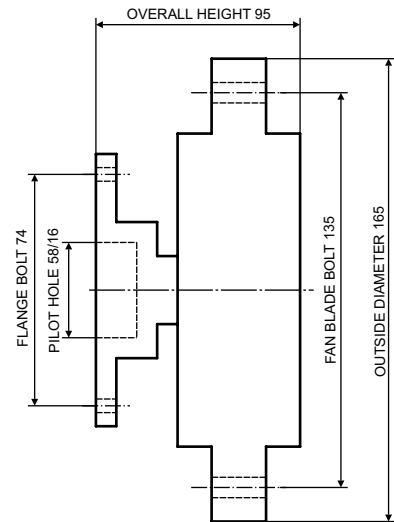 OVERALL HEIGHT 95
FLANGE BOLT 74
PILOT HOLE 58/16
FAN BLADE BOLT 135
OUTSIDE DIAMETER 165